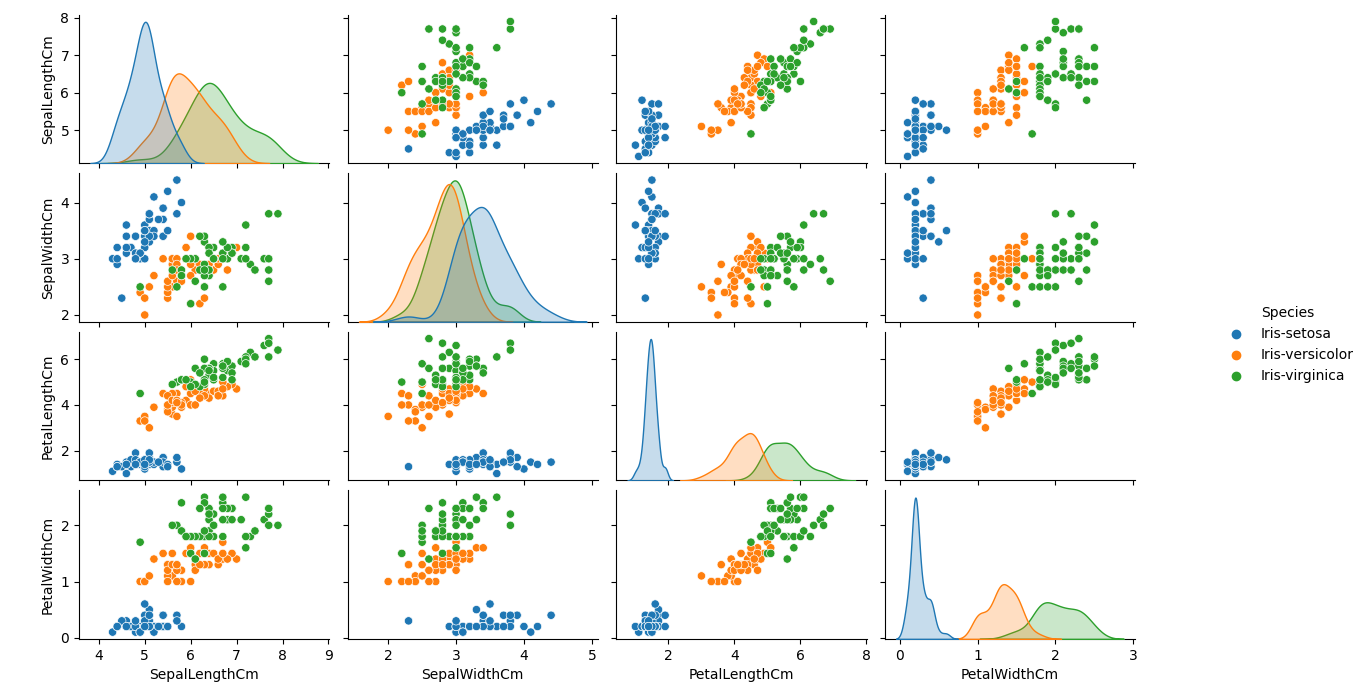 SepalLengthCm
8
7
6
5
SepalWidthCm
4
3
2
PetalLengthCm
6
4
2
PetalWidthCm
2
1
0
4 5 6 7 8 9
2 3 4 5
2 4 6 8
0 1 2 3
SepalLengthCm
SepalWidthCm
PetalLengthCm
PetalWidthCm
Species
Iris-setosa
Iris-versicolor
Iris-virginica